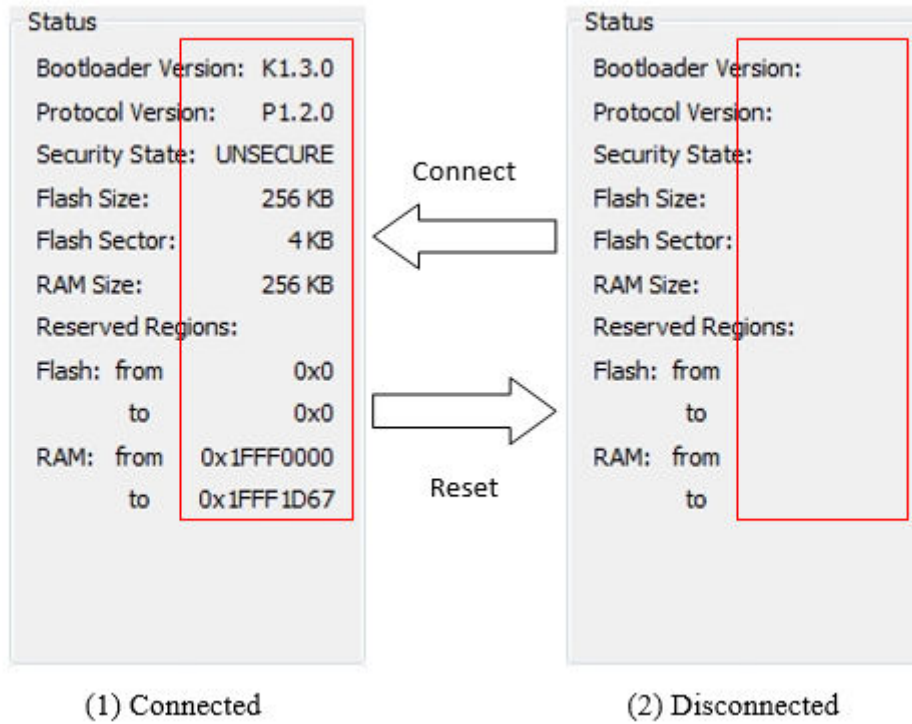 Status
Bootloader Version: K1.3.0
Protocol Version: P1.2.0
Security State: UNSECURE
Flash Size: 256 KB
Flash Sector: 4 KB
RAM Size: 256 KB
Reserved Regions:
Flash: from 0x0
to 0x0
RAM: from 0x1FFF0000
to 0x1FFF1D67
(1) Connected
Connect
Reset
Status
Bootloader Version:
Protocol Version:
Security State:
Flash Size:
Flash Sector:
RAM Size:
Reserved Regions:
Flash: from
to
RAM: from
to
(2) Disconnected